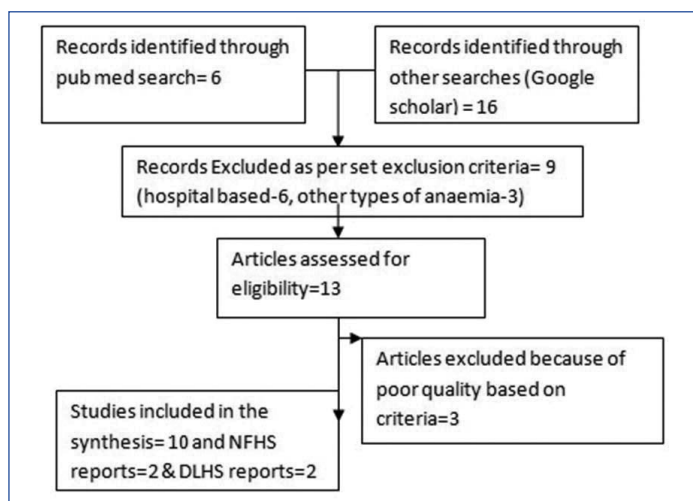 Records identified through
pub med search= 6
Records identified through
other searches (Google
scholar) = 16
Records Excluded as per set exclusion criteria= 9
(hospital based-6, other types of anaemia-3)
Articles assessed for
eligibility=13
Articles excluded because of
poor quality based on
criteria=3
Studies included in the
synthesis= 10 and NFHS
reports=2 & DLHS reports=2